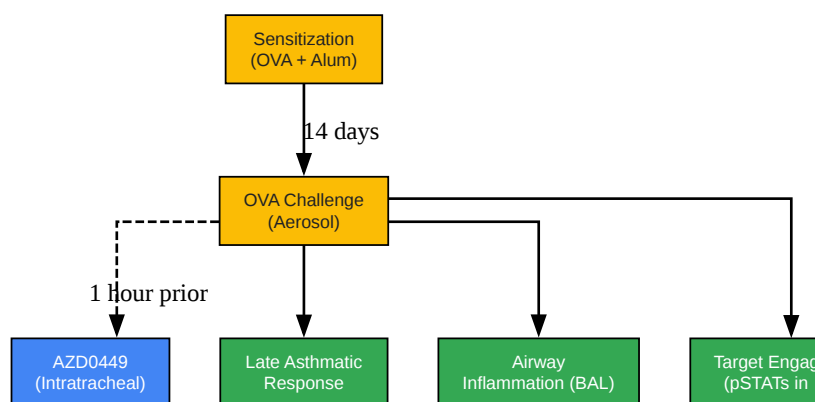 Sensitization
(OVA + Alum)
14 days
OVA Challenge
(Aerosol)
1 hour prior
AZD0449
(Intratracheal)
Late Asthmatic
Response
Airway
Inflammation (BAL)
Target Engag
(pSTATs in